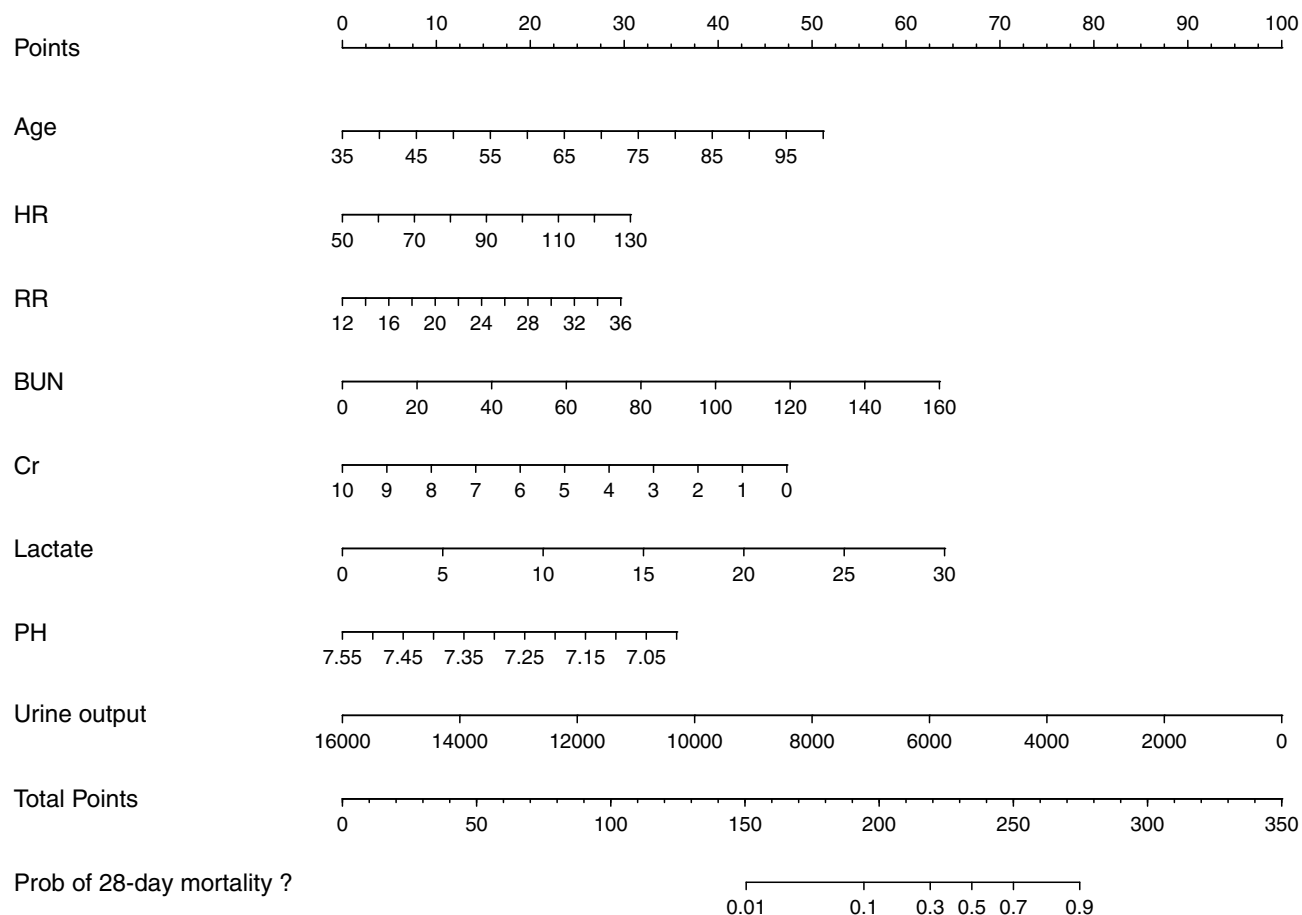 0 10 20 30 40 50 60 70 80 90 100
Points
Age
35 45 55 65 75 85 95
HR
50 70 90 110 130
RR
12 16 20 24 28 32 36
BUN
0 20 40 60 80 100 120 140 160
Cr
10 9 8 7 6 5 4 3 2 1 0
Lactate
0 5 10 15 20 25 30
PH
7.55 7.45 7.35 7.25 7.15 7.05
Urine output
16000 14000 12000 10000 8000 6000 4000 2000 0
Total Points
0 50 100 150 200 250 300 350
Prob of 28-day mortality ?
0.01 0.1 0.3 0.5 0.7 0.9